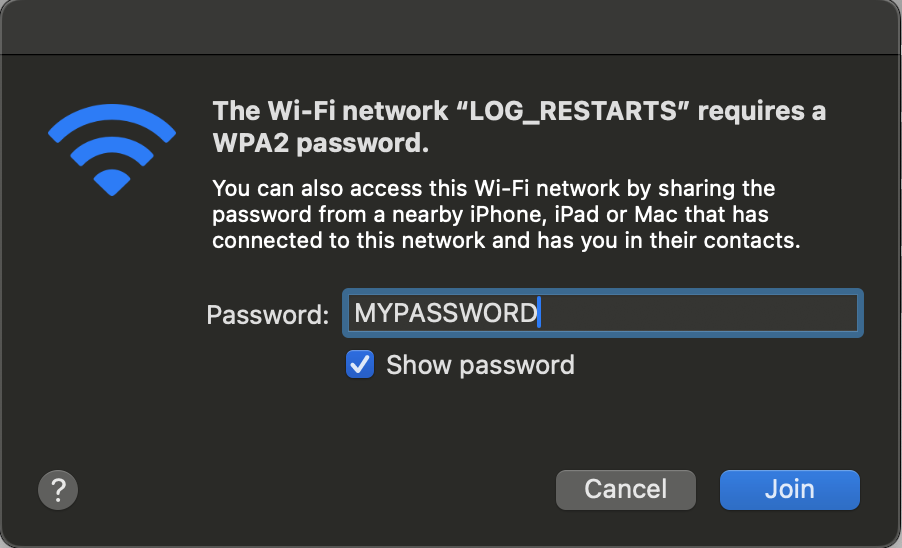 The Wi-Fi network “LOG_RESTARTS” requires a
WPA2 password.
You can also access this Wi-Fi network by sharing the
password from a nearby iPhone, iPad or Mac that has
connected to this network and has you in their contacts.
Password: MYPASSWORD
Show password
? Cancel Join